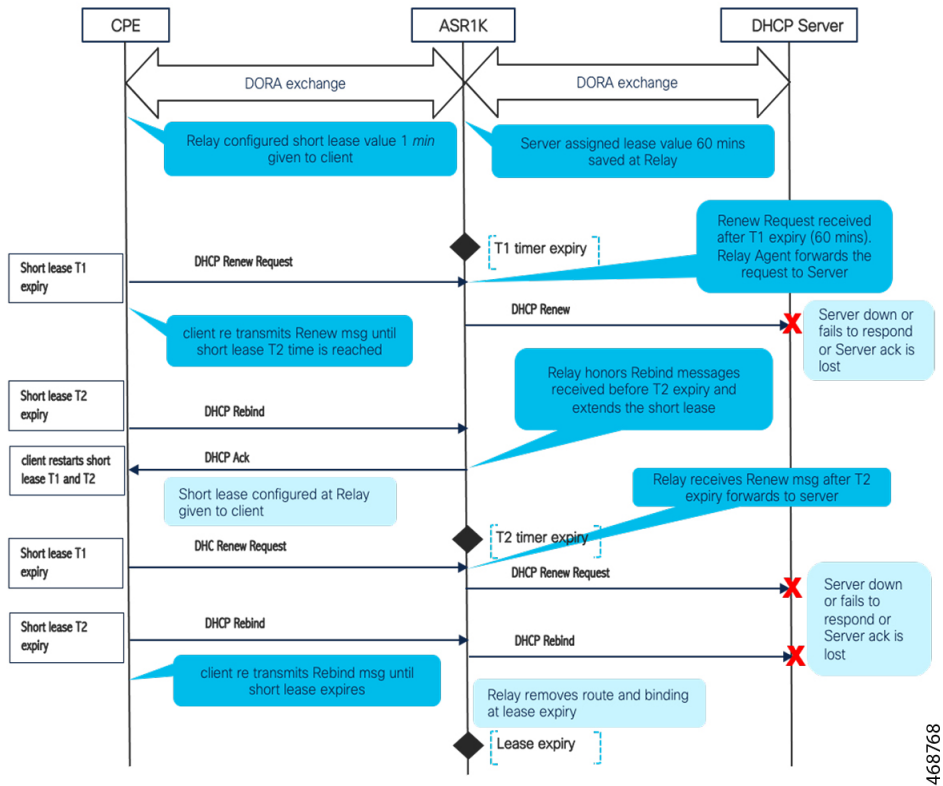 CPE
ASR1K
DHCP Server
DORA exchange
DORA exchange
Relay configured short lease value 1 min
given to client
Server assigned lease value 60 mins
saved at Relay
Renew Request received
after T1 expiry (60 mins).
Relay Agent forwards the
request to Server
T1 timer expiry
Short lease T1
expiry
DHCP Renew Request
DHCP Renew
Server down or
fails to respond
or Server ack is
lost
client re transmits Renew msg until
short lease T2 time is reached
Relay honors Rebind messages
received before T2 expiry and
extends the short lease
Short lease T2
expiry
DHCP Rebind
client restarts short
lease T1 and T2
DHCP Ack
Short lease configured at Relay
given to client
Relay receives Renew msg after T2
expiry forwards to server
T2 timer expiry
Short lease T1
expiry
DHC Renew Request
DHCP Renew Request
Server down
or fails to
respond or
Server ack is
lost
Short lease T2
expiry
DHCP Rebind
DHCP Rebind
client re transmits Rebind msg until
short lease expires
Relay removes route and binding
at lease expiry
Lease expiry
468768